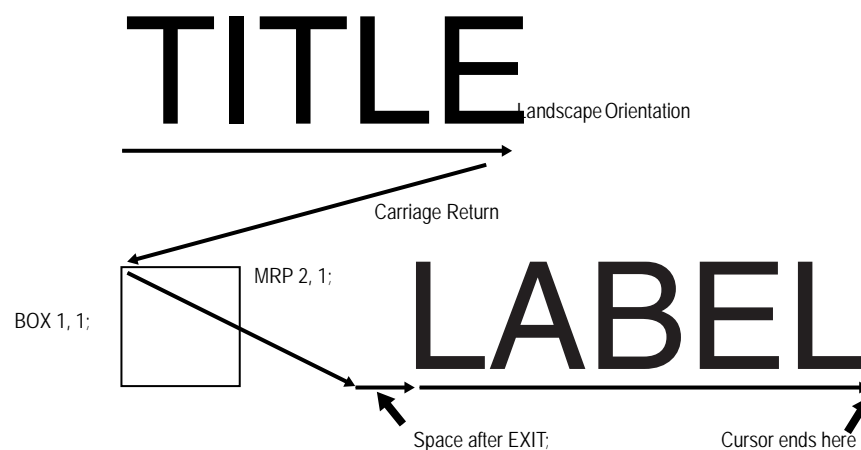 TITLE
Landscape Orientation
Carriage Return
MRP 2, 1;
BOX 1, 1;
LABEL
Space after EXIT;
Cursor ends here